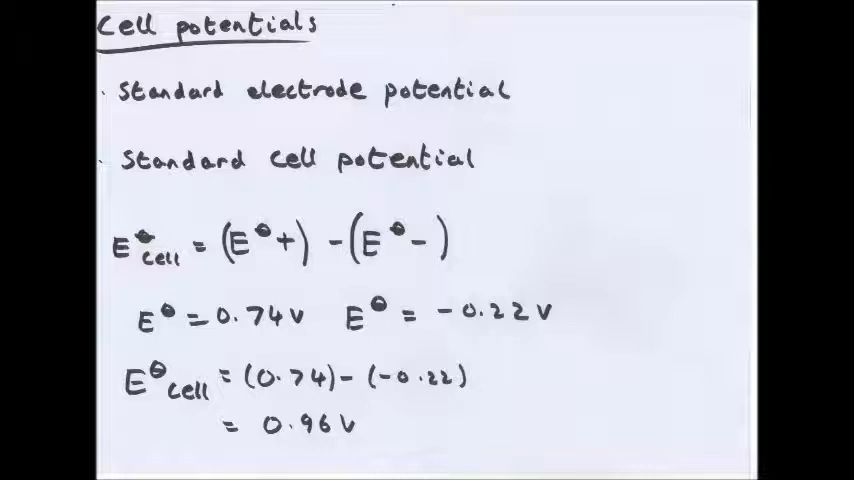 Cell potentials
· Standard electrode potential
· Standard cell potential
E⦵cell = (E⦵+) - (E⦵-)
E⦵ = 0.74V E⦵ = -0.22V
E⦵cell = (0.74) - (-0.22)
= 0.96V